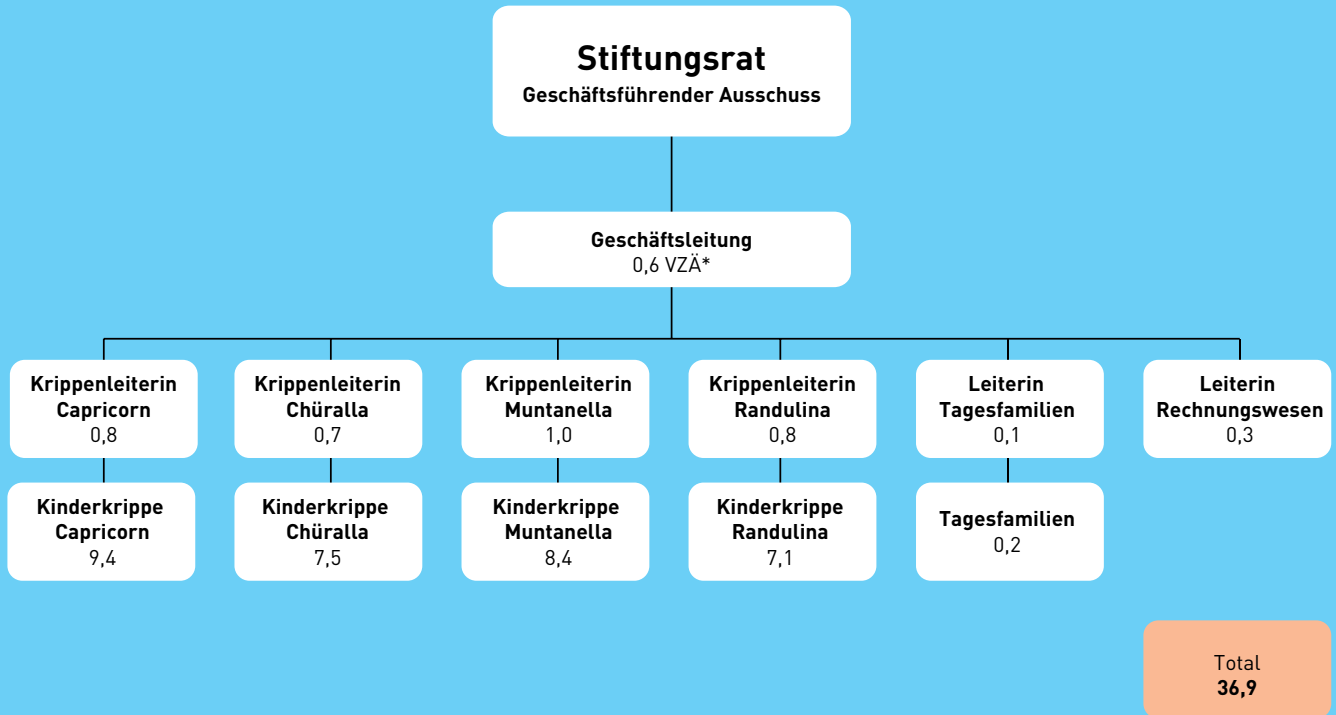 Stiftungsrat
Geschäftsführender Ausschuss
Geschäftsleitung
0,6 VZÄ*
Krippenleiterin
Capricorn
0,8
Krippenleiterin
Chüralla
0,7
Krippenleiterin
Muntanella
1,0
Krippenleiterin
Randulina
0,8
Leiterin
Tagesfamilien
0,1
Leiterin
Rechnungswesen
0,3
Kinderkrippe
Capricorn
9,4
Kinderkrippe
Chüralla
7,5
Kinderkrippe
Muntanella
8,4
Kinderkrippe
Randulina
7,1
Tagesfamilien
0,2
Total
36,9